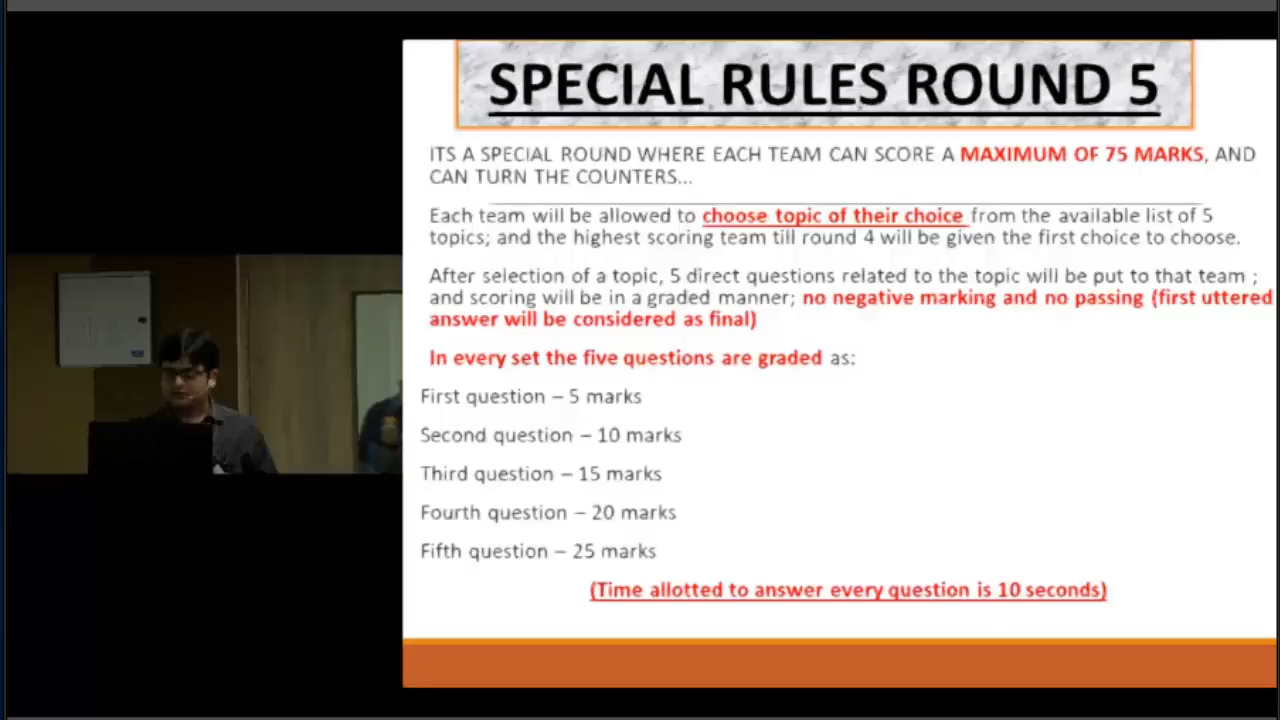 SPECIAL RULES ROUND 5
ITS A SPECIAL ROUND WHERE EACH TEAM CAN SCORE A MAXIMUM OF 75 MARKS, AND
CAN TURN THE COUNTERS...
Each team will be allowed to choose topic of their choice from the available list of 5
topics; and the highest scoring team till round 4 will be given the first choice to choose.
After selection of a topic, 5 direct questions related to the topic will be put to that team ;
and scoring will be in a graded manner; no negative marking and no passing (first uttered
answer will be considered as final)
In every set the five questions are graded as:
First question – 5 marks
Second question – 10 marks
Third question – 15 marks
Fourth question – 20 marks
Fifth question – 25 marks
(Time allotted to answer every question is 10 seconds)